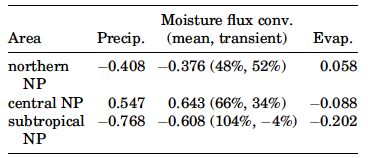 Moisture flux conv.
Area Precip. (mean, transient) Evap.
northern −0.408 −0.376 (48%, 52%) 0.058
NP
central NP 0.547 0.643 (66%, 34%) −0.088
subtropical −0.768 −0.608 (104%, −4%) −0.202
NP